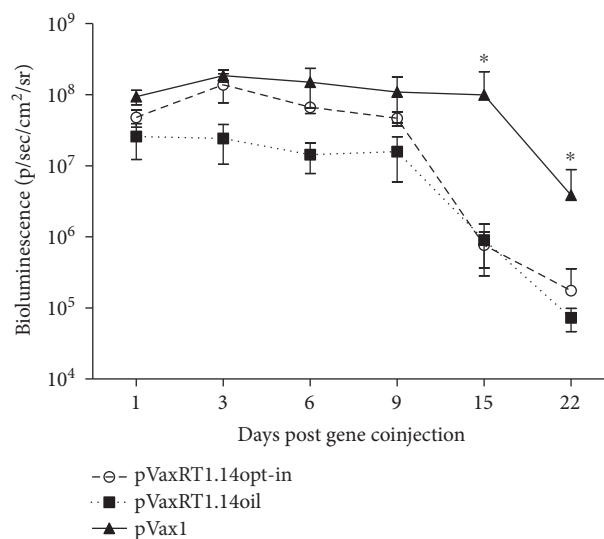 Bioluminescence (p/sec/cm²/sr)
10⁹
10⁸
10⁷
10⁶
10⁵
10⁴
* 
*
1 3 6 9 15 22
Days post gene coinjection
pVaxRT1.14opt-in
pVaxRT1.14oil
pVax1